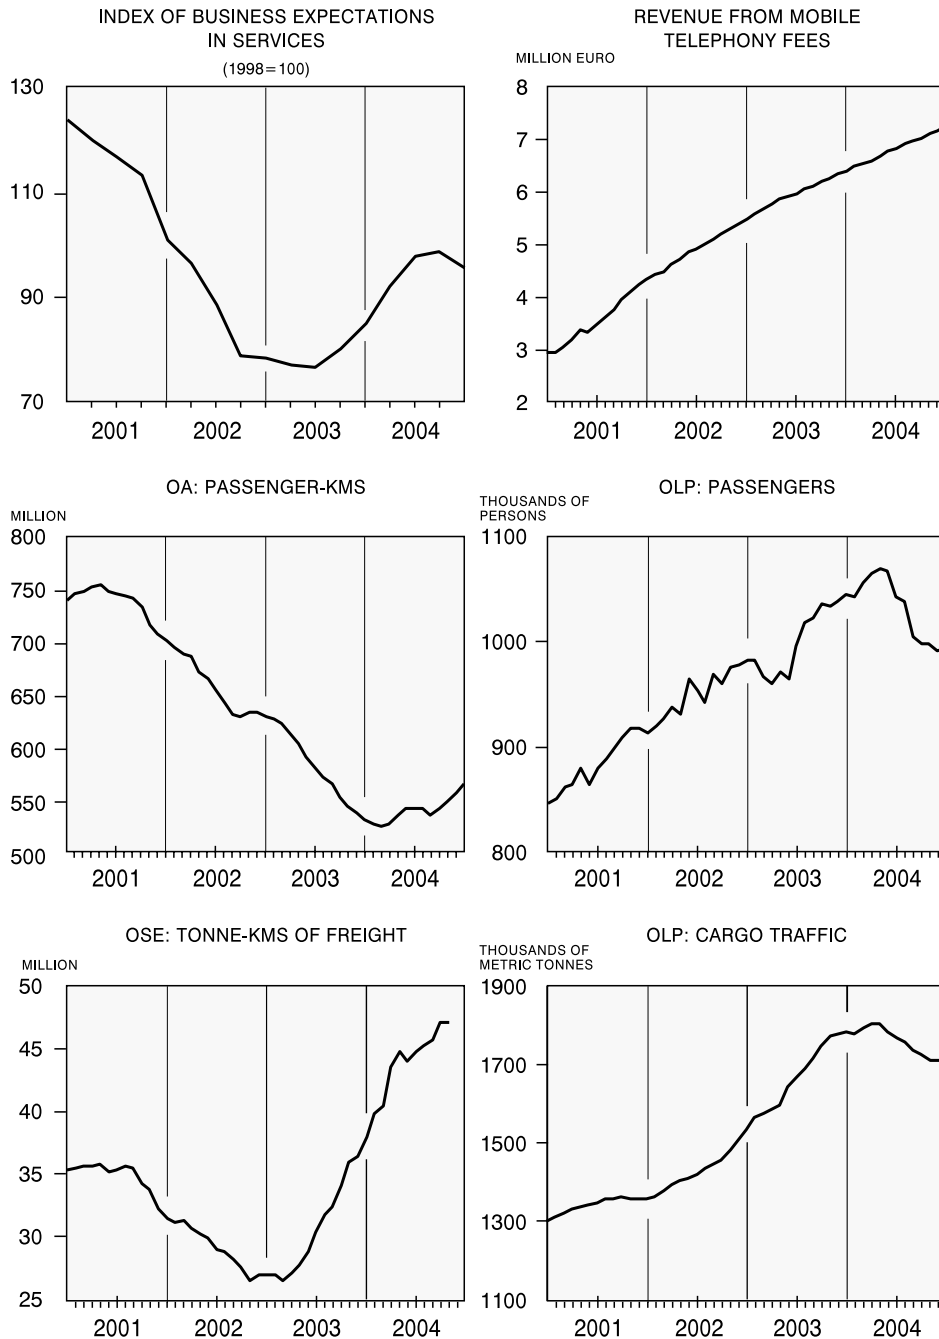 INDEX OF BUSINESS EXPECTATIONS
IN SERVICES
(1998=100)
130
110
90
70
2001 2002 2003 2004
REVENUE FROM MOBILE
TELEPHONY FEES
MILLION EURO
8
7
6
5
4
3
2
2001 2002 2003 2004
OA: PASSENGER-KMS
MILLION
800
750
700
650
600
550
500
2001 2002 2003 2004
OLP: PASSENGERS
THOUSANDS OF
PERSONS
1100
1000
900
800
2001 2002 2003 2004
OSE: TONNE-KMS OF FREIGHT
MILLION
50
45
40
35
30
25
2001 2002 2003 2004
OLP: CARGO TRAFFIC
THOUSANDS OF
METRIC TONNES
1900
1700
1500
1300
1100
2001 2002 2003 2004